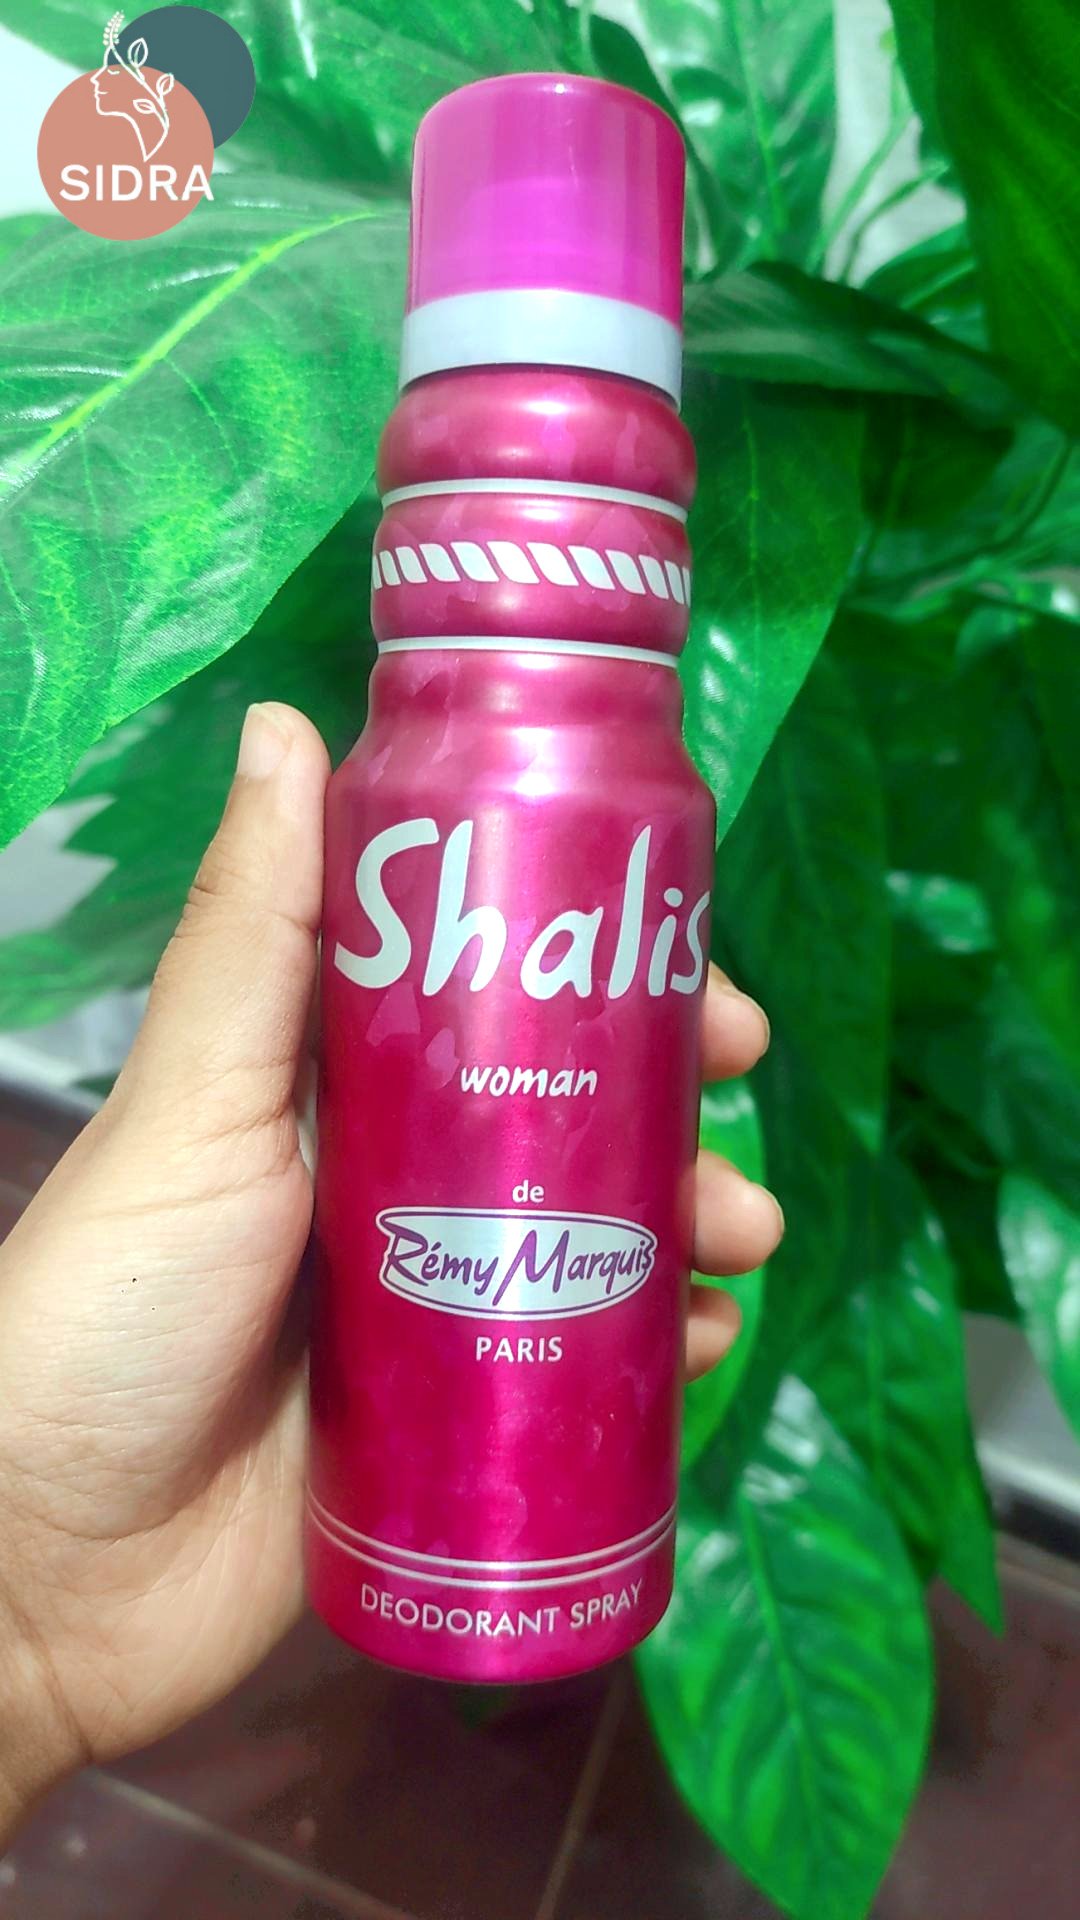 SIDRA
Shalis
woman
de
Rémy Marquis
PARIS
DEODORANT SPRAY